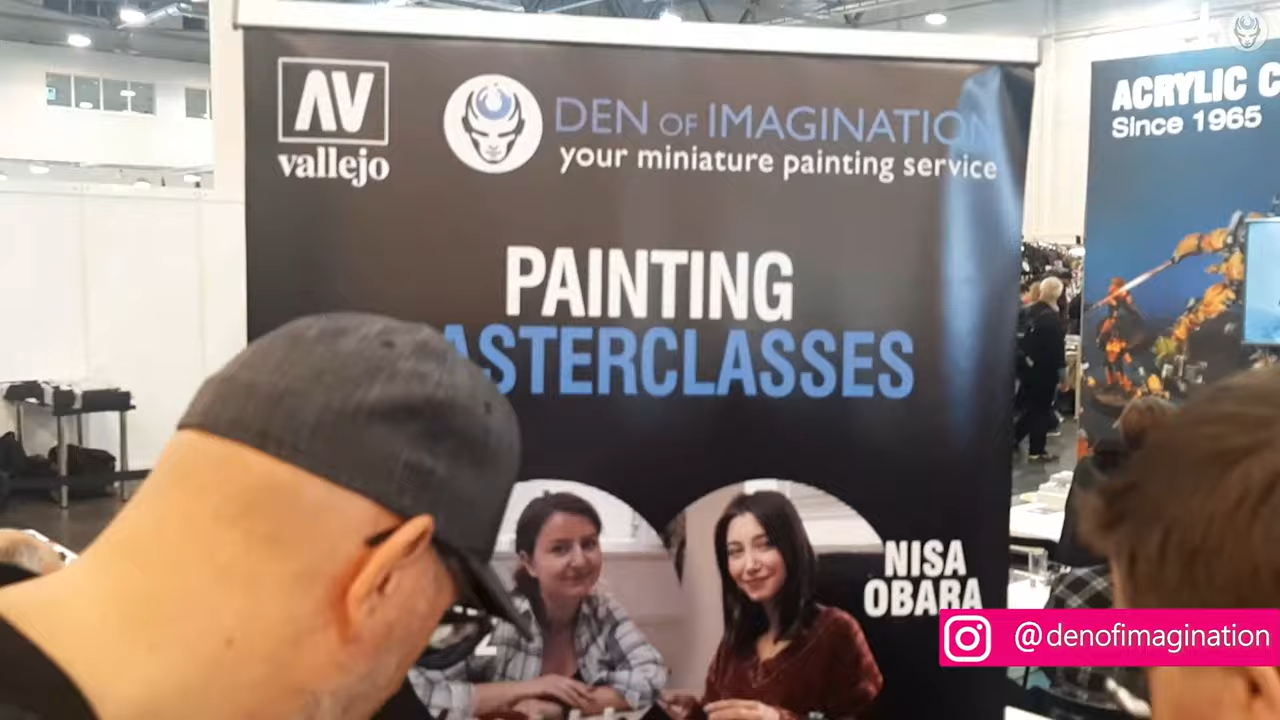 AV
vallejo
DEN OF IMAGINATION
your miniature painting service
ACRYLIC C
Since 1965
PAINTING
ASTERCLASSES
NISA
OBARA
Z
@denofimagination